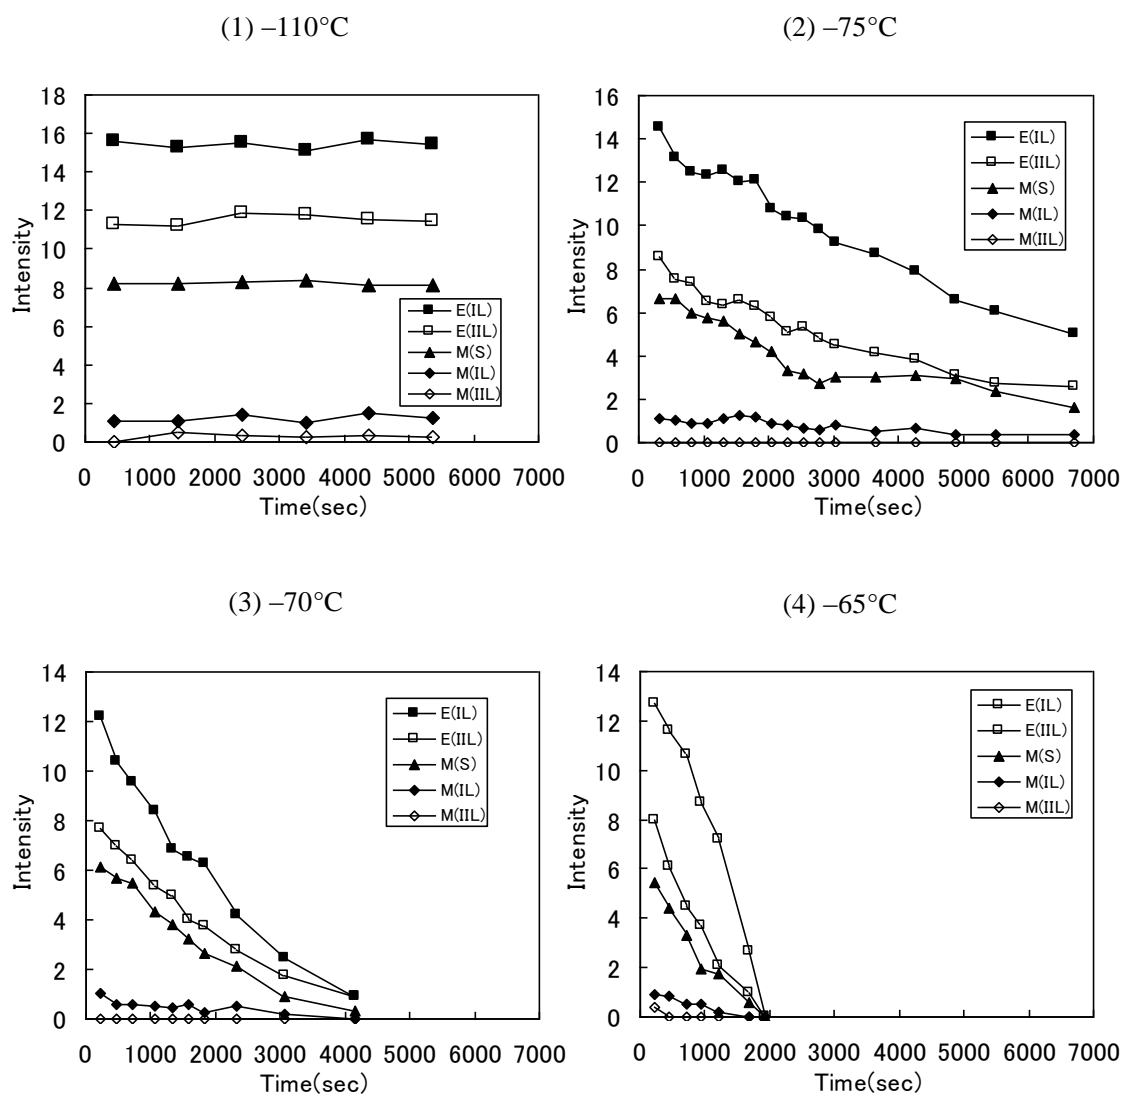 (1) –110°C
18
16
14
12
10
8
6
4
2
0
Intensity
E(IL)
E(IIL)
M(S)
M(IL)
M(IIL)
0 1000 2000 3000 4000 5000 6000 7000
Time(sec)
(2) –75°C
16
14
12
10
8
6
4
2
0
Intensity
E(IL)
E(IIL)
M(S)
M(IL)
M(IIL)
0 1000 2000 3000 4000 5000 6000 7000
Time(sec)
(3) –70°C
14
12
10
8
6
4
2
0
Intensity
E(IL)
E(IIL)
M(S)
M(IL)
M(IIL)
0 1000 2000 3000 4000 5000 6000 7000
Time(sec)
(4) –65°C
14
12
10
8
6
4
2
0
Intensity
E(IL)
E(IIL)
M(S)
M(IL)
M(IIL)
0 1000 2000 3000 4000 5000 6000 7000
Time(sec)